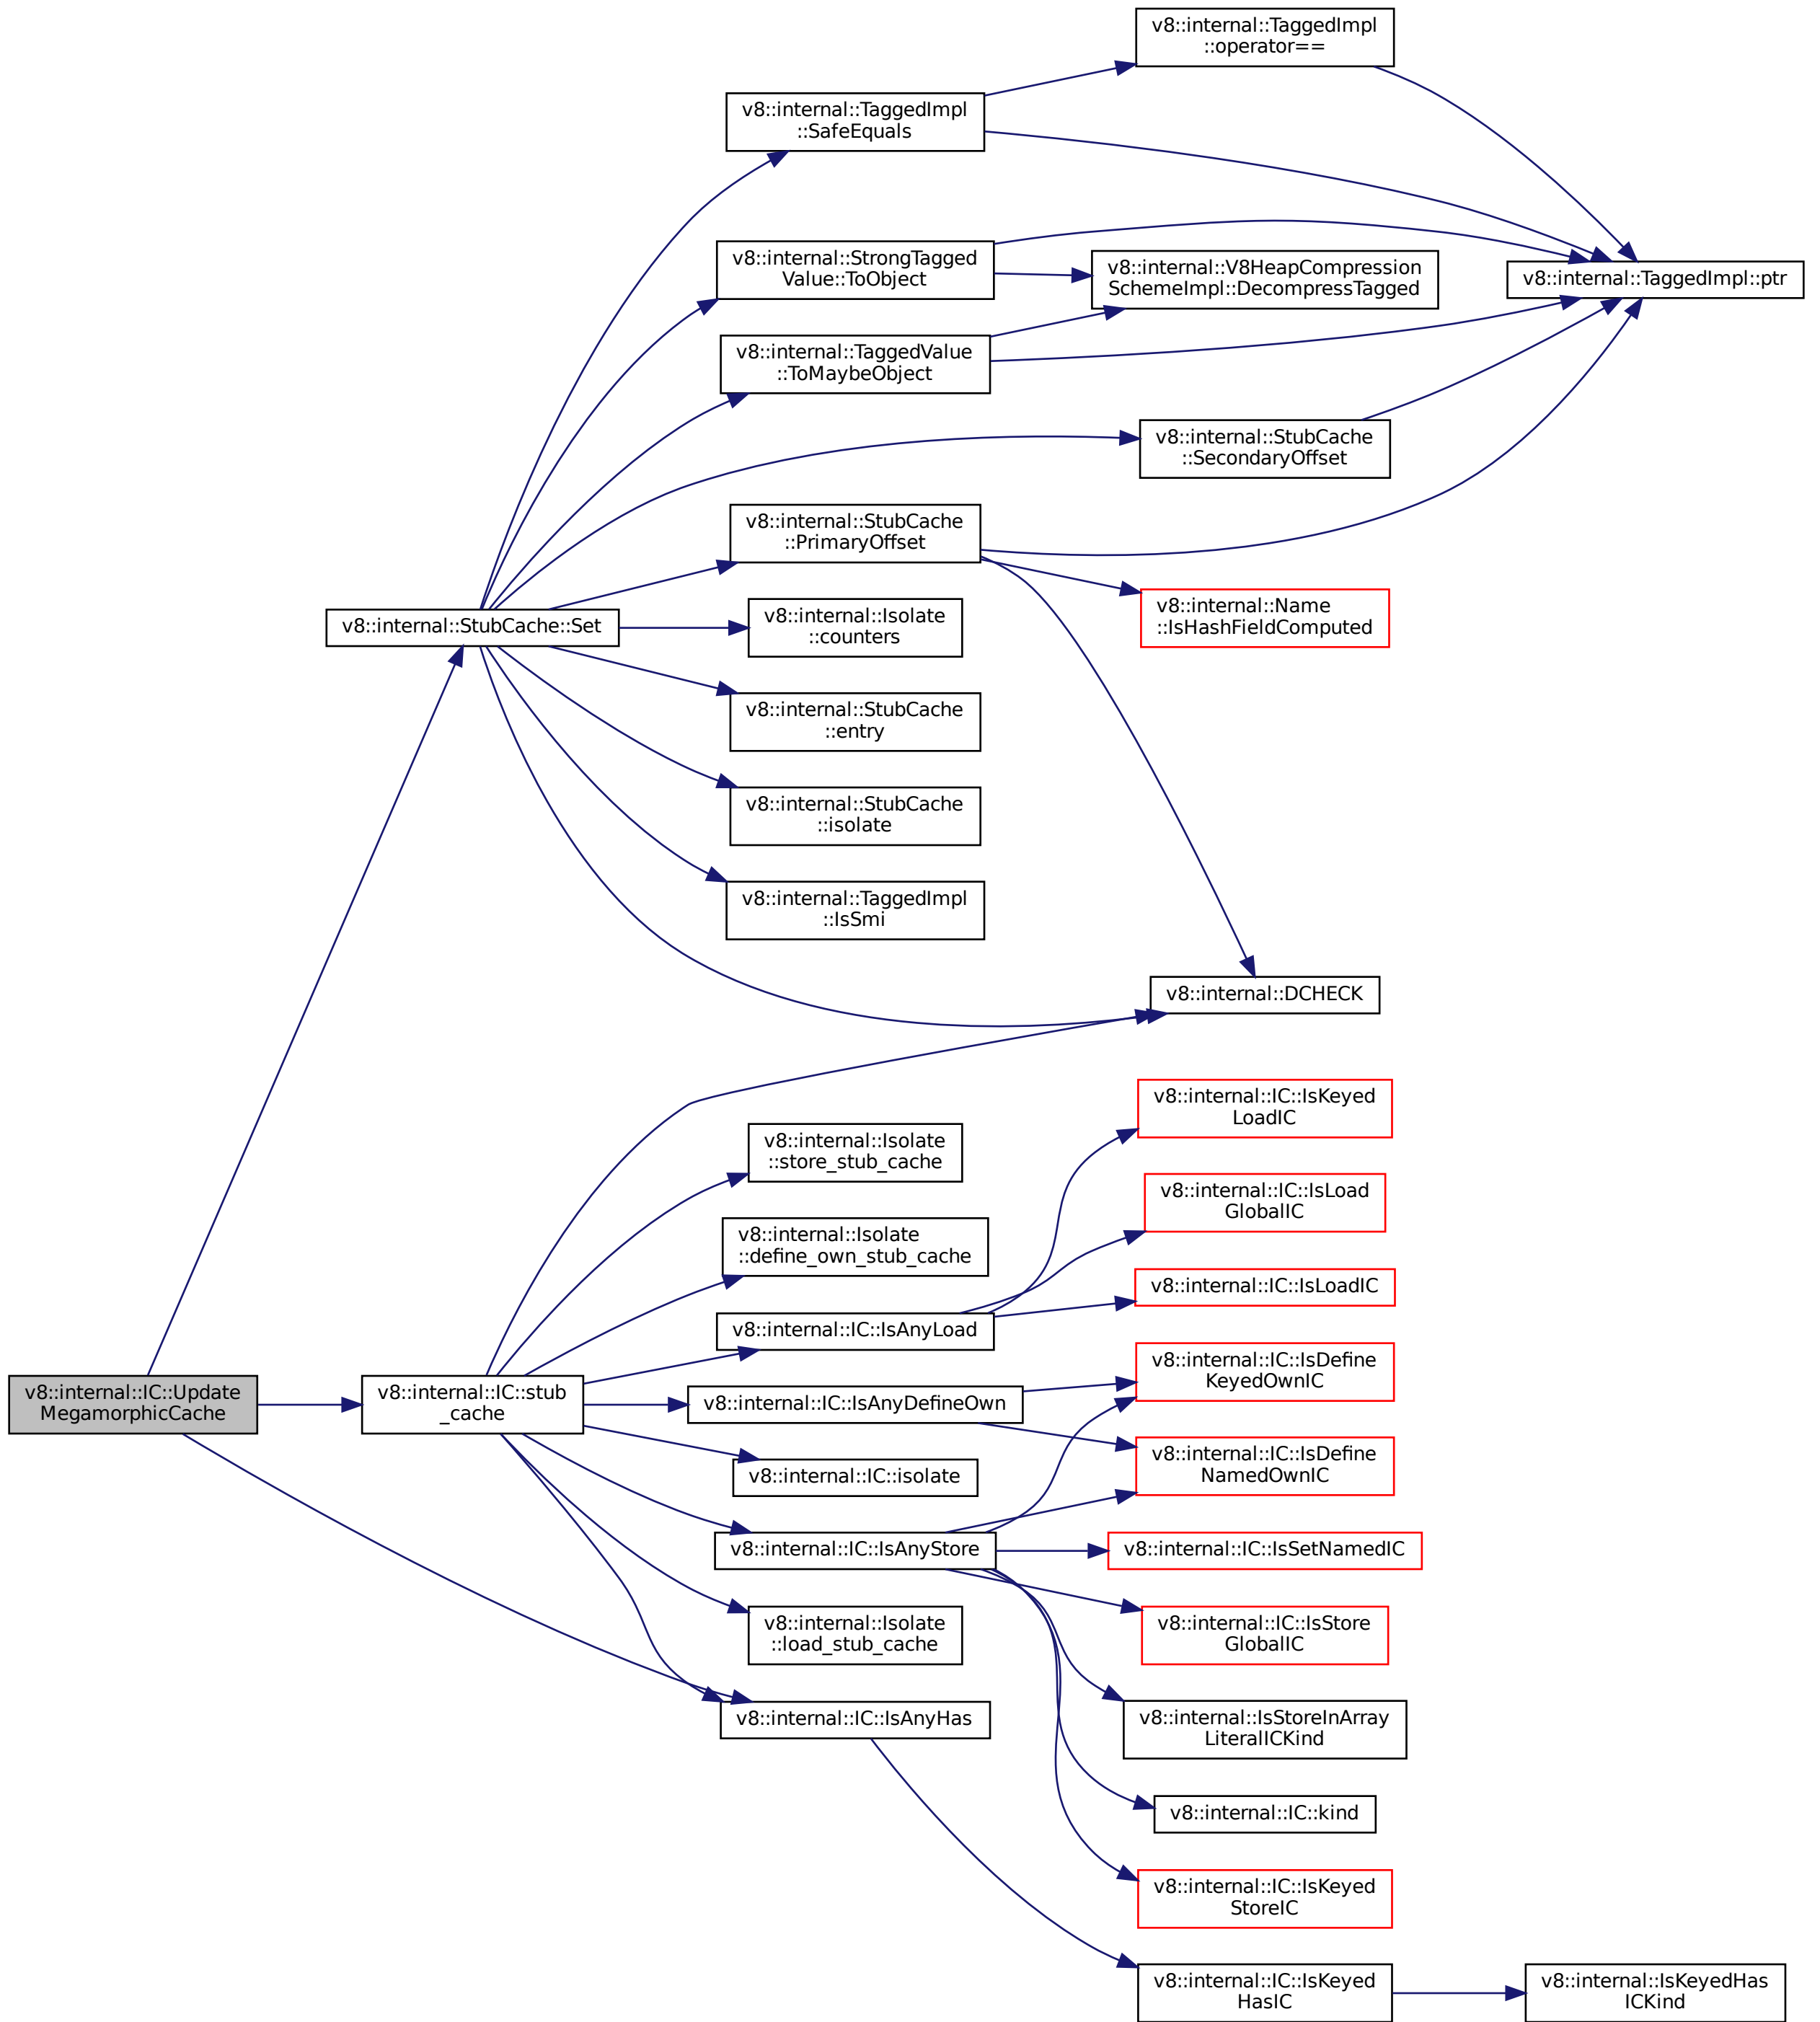 v8::internal::TaggedImpl
::operator==
v8::internal::TaggedImpl
::SafeEquals
v8::internal::StrongTagged
Value::ToObject
v8::internal::V8HeapCompression
SchemeImpl::DecompressTagged
v8::internal::TaggedImpl::ptr
v8::internal::TaggedValue
::ToMaybeObject
v8::internal::StubCache
::SecondaryOffset
v8::internal::StubCache
::PrimaryOffset
v8::internal::Name
::IsHashFieldComputed
v8::internal::StubCache::Set
v8::internal::Isolate
::counters
v8::internal::StubCache
::entry
v8::internal::StubCache
::isolate
v8::internal::TaggedImpl
::IsSmi
v8::internal::DCHECK
v8::internal::IC::IsKeyed
LoadIC
v8::internal::Isolate
::store_stub_cache
v8::internal::IC::IsLoad
GlobalIC
v8::internal::Isolate
::define_own_stub_cache
v8::internal::IC::IsLoadIC
v8::internal::IC::IsAnyLoad
v8::internal::IC::IsDefine
KeyedOwnIC
v8::internal::IC::Update
MegamorphicCache
v8::internal::IC::stub
_cache
v8::internal::IC::IsAnyDefineOwn
v8::internal::IC::IsDefine
NamedOwnIC
v8::internal::IC::isolate
v8::internal::IC::IsAnyStore
v8::internal::IC::IsSetNamedIC
v8::internal::Isolate
::load_stub_cache
v8::internal::IC::IsStore
GlobalIC
v8::internal::IC::IsAnyHas
v8::internal::IsStoreInArray
LiteralICKind
v8::internal::IC::kind
v8::internal::IC::IsKeyed
StoreIC
v8::internal::IC::IsKeyed
HasIC
v8::internal::IsKeyedHas
ICKind